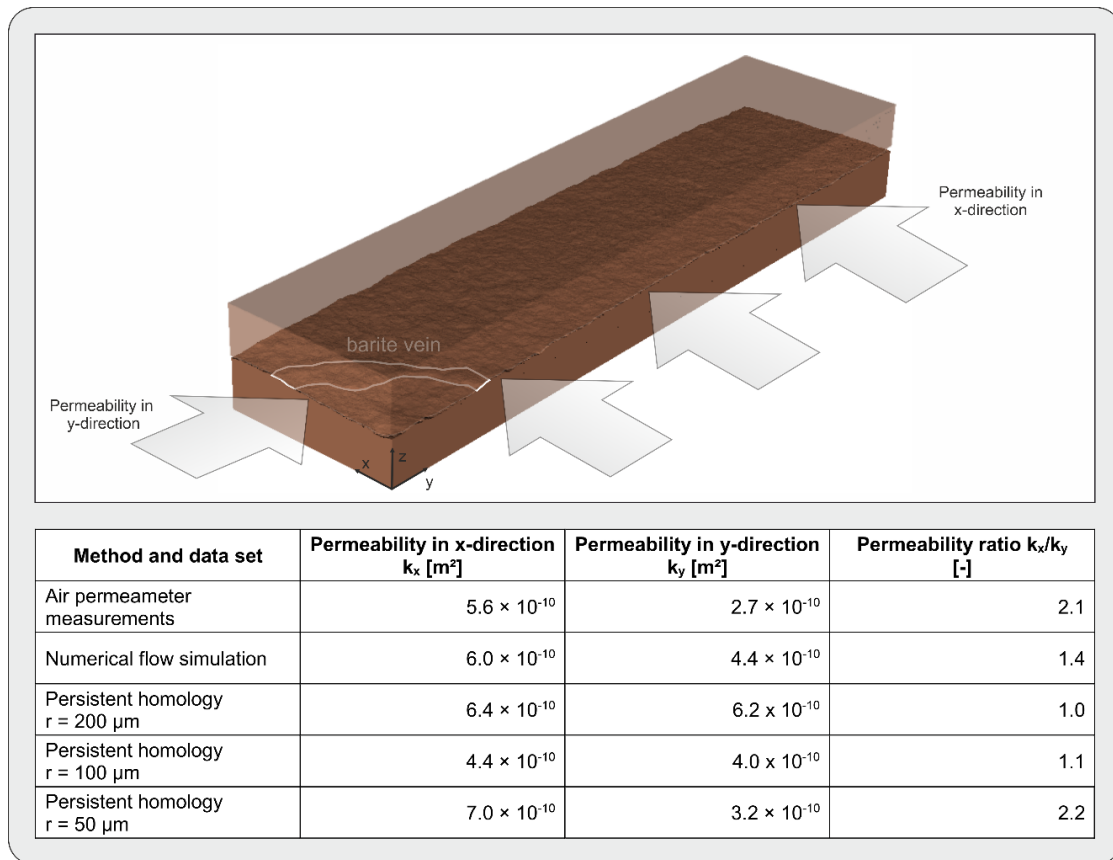 Permeability in
x-direction
barite vein
Permeability in
y-direction
x
z
y
Method and data set
Permeability in x-direction
kₓ [m²]
Permeability in y-direction
kᵧ [m²]
Permeability ratio kₓ/kᵧ
[-]
Air permeameter
measurements
5.6 × 10⁻¹⁰
2.7 × 10⁻¹⁰
2.1
Numerical flow simulation
6.0 × 10⁻¹⁰
4.4 × 10⁻¹⁰
1.4
Persistent homology
r = 200 µm
6.4 × 10⁻¹⁰
6.2 x 10⁻¹⁰
1.0
Persistent homology
r = 100 µm
4.4 × 10⁻¹⁰
4.0 x 10⁻¹⁰
1.1
Persistent homology
r = 50 µm
7.0 × 10⁻¹⁰
3.2 × 10⁻¹⁰
2.2